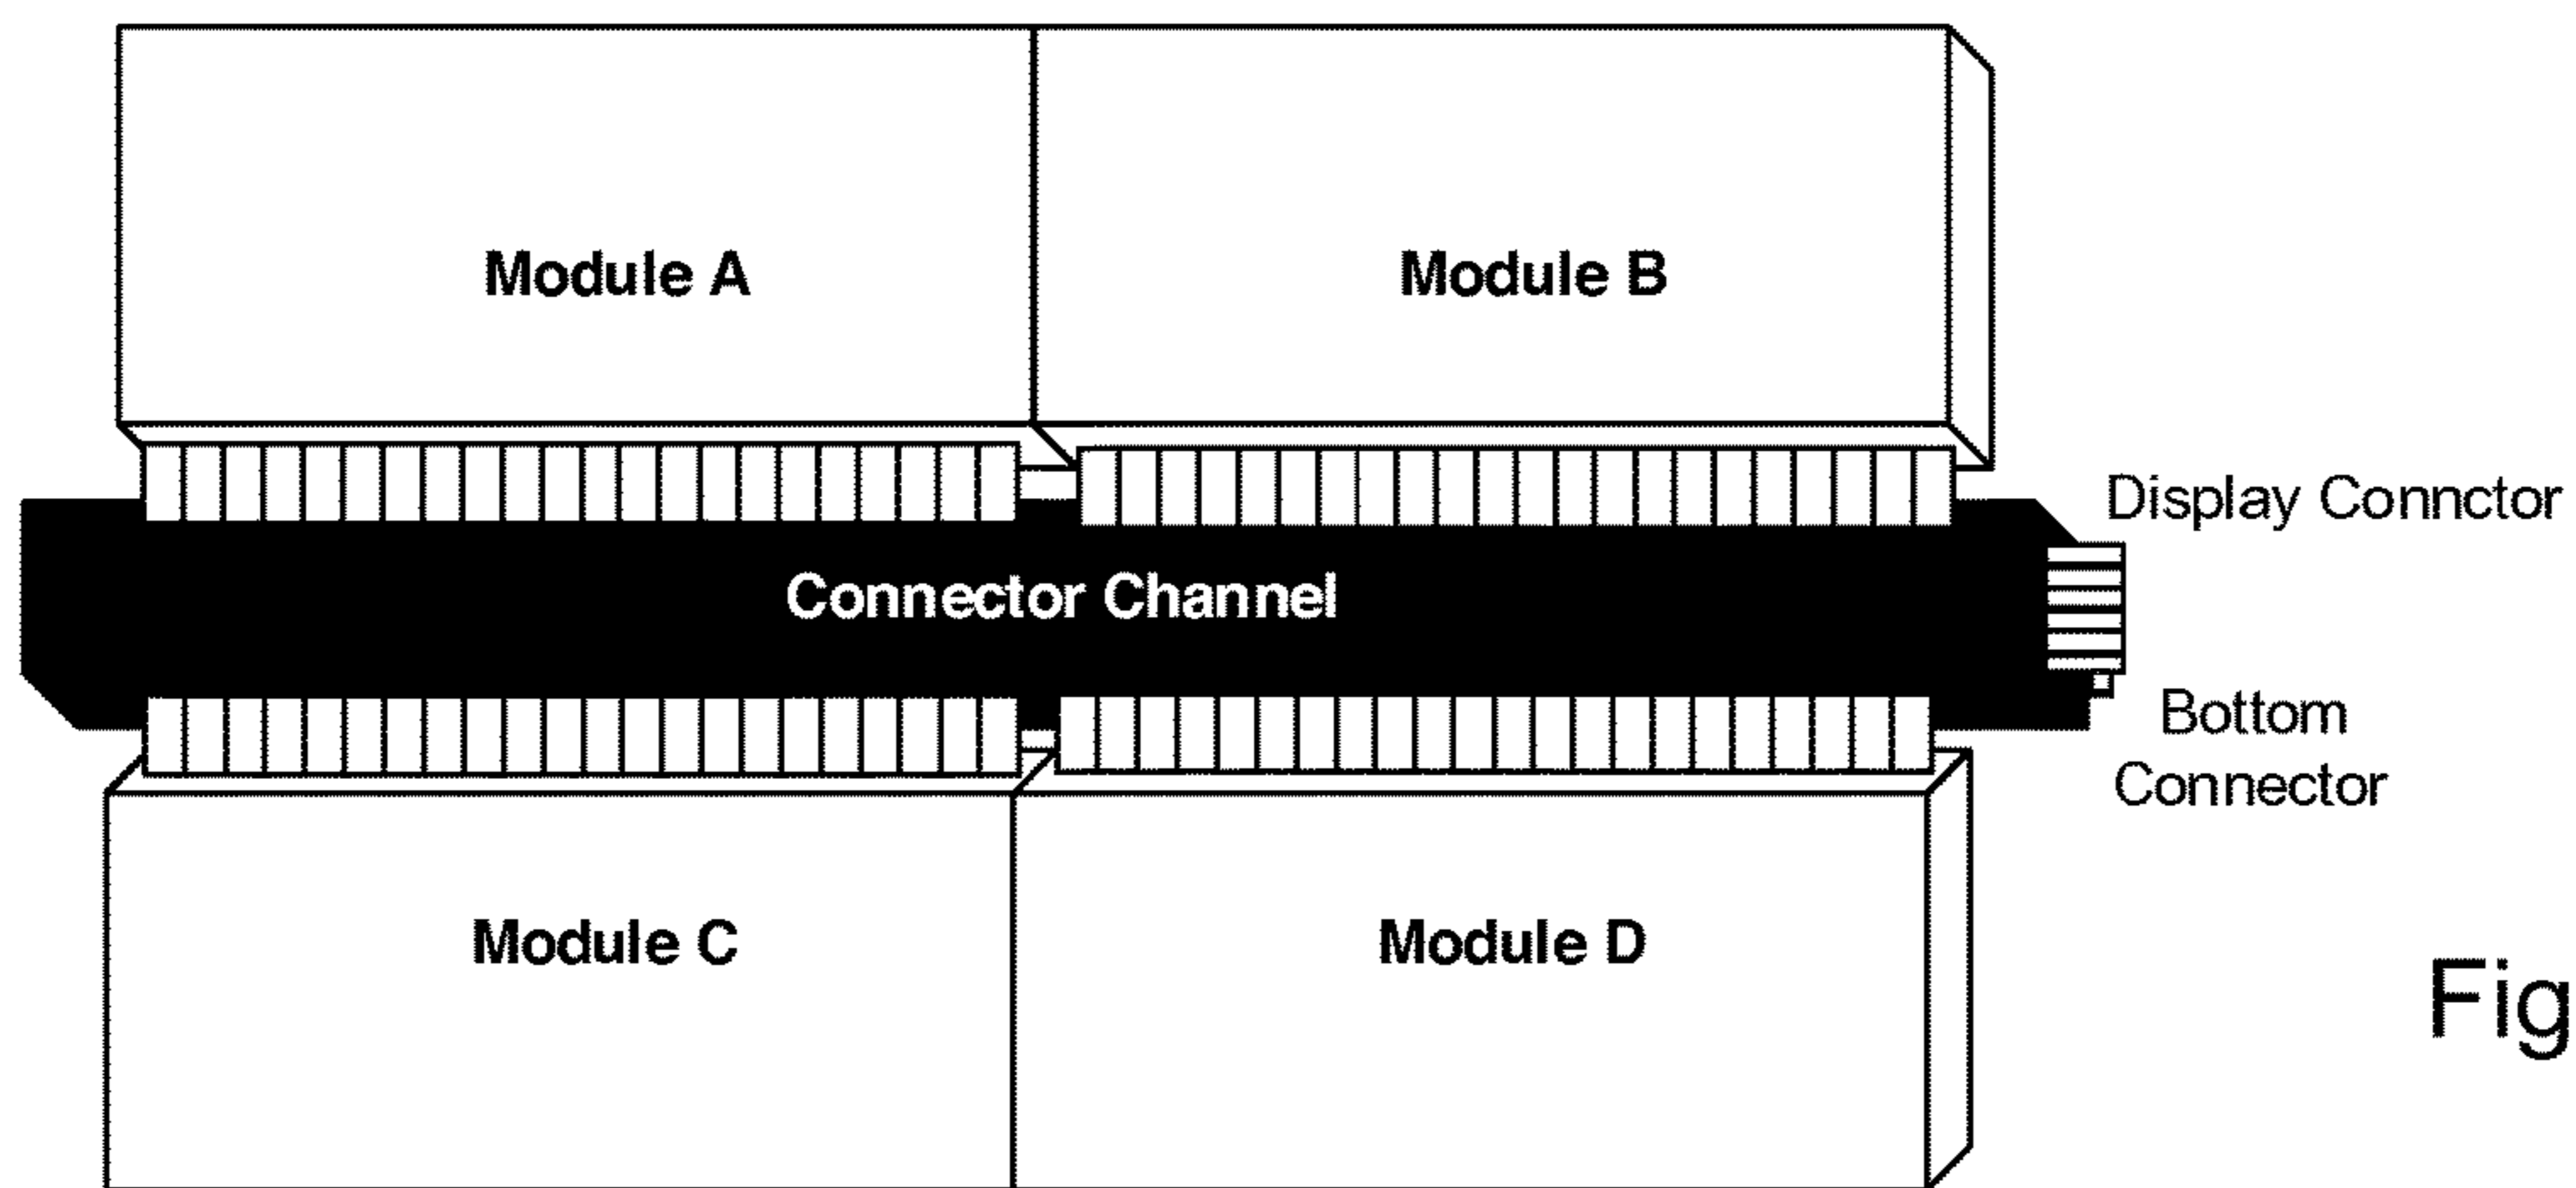 Module A
Module B
Display Connctor
Connector Channel
Bottom
Connector
Module C
Module D
Fig